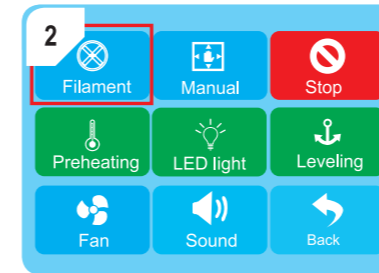 2
Filament
Manual
Stop
Preheating
LED light
Leveling
Fan
Sound
Back